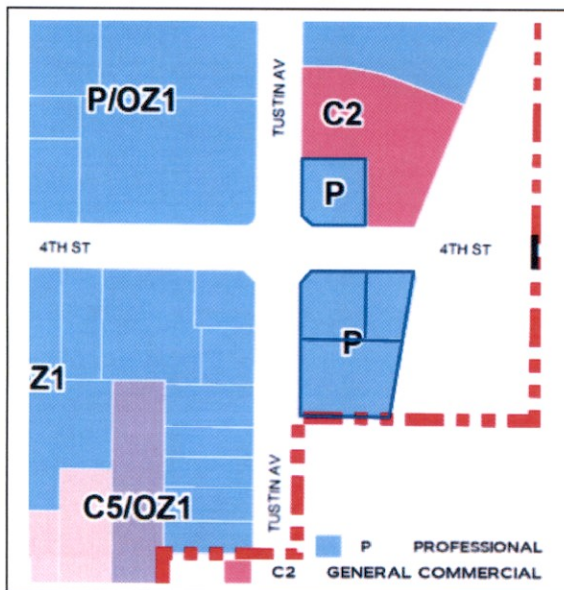 P/OZ1
TUSTIN AV
C2
P
4TH ST
4TH ST
P
Z1
C5/OZ1
TUSTIN AV
P PROFESSIONAL
C2 GENERAL COMMERCIAL